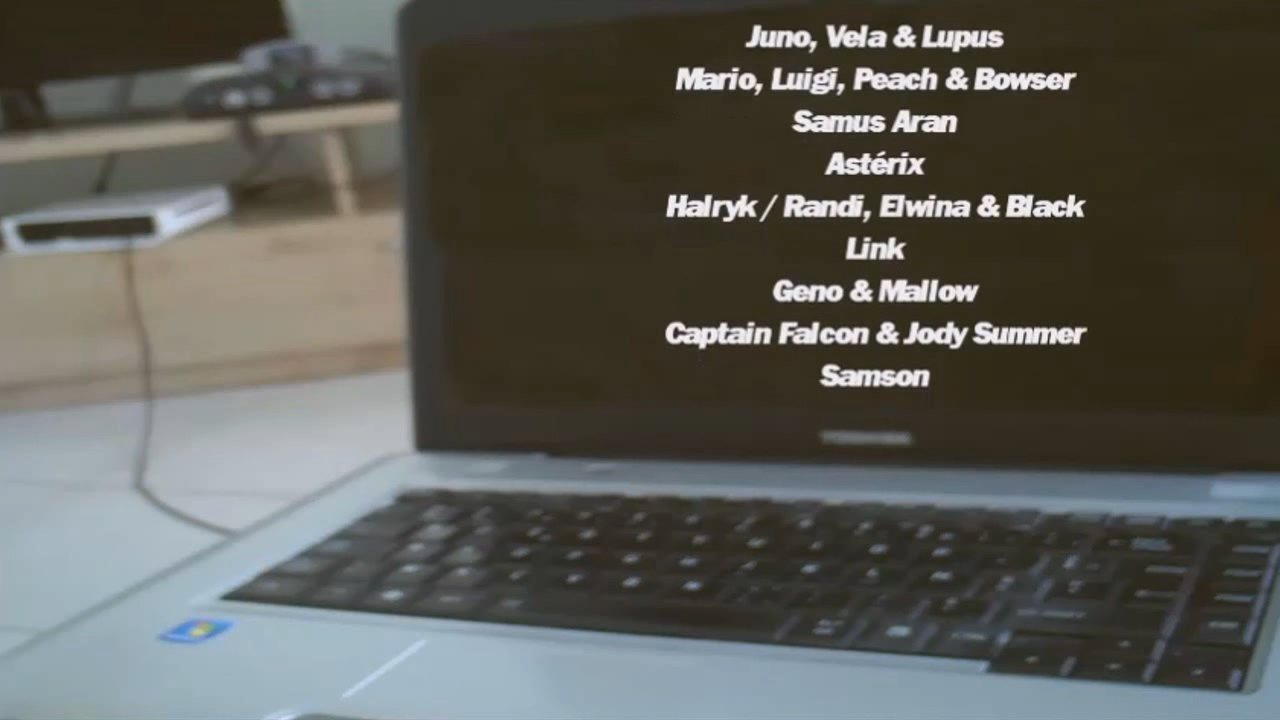 Juno, Vela & Lupus
Mario, Luigi, Peach & Bowser
Samus Aran
Astérix
Halryk / Randi, Elwina & Black
Link
Geno & Mallow
Captain Falcon & Jody Summer
Samson
TOSHIBA